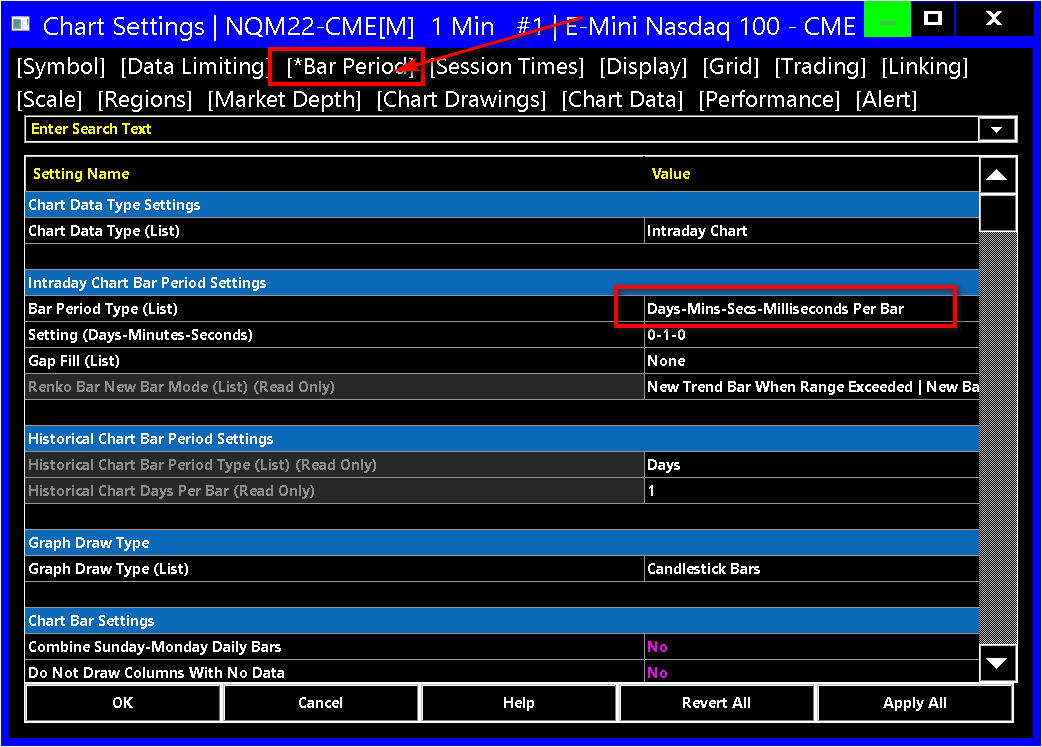 Chart Settings | NQM22-CME[M]  1 Min   #1 | E-Mini Nasdaq 100 - CME
[Symbol] [Data Limiting] [*Bar Period] [Session Times] [Display] [Grid] [Trading] [Linking]
[Scale] [Regions] [Market Depth] [Chart Drawings] [Chart Data] [Performance] [Alert]
Enter Search Text
Setting Name Value
Chart Data Type Settings
Chart Data Type (List) Intraday Chart
Intraday Chart Bar Period Settings
Bar Period Type (List) Days-Mins-Secs-Milliseconds Per Bar
Setting (Days-Minutes-Seconds) 0-1-0
Gap Fill (List) None
Renko Bar New Bar Mode (List) (Read Only) New Trend Bar When Range Exceeded | New Ba
Historical Chart Bar Period Settings
Historical Chart Bar Period Type (List) (Read Only) Days
Historical Chart Days Per Bar (Read Only) 1
Graph Draw Type
Graph Draw Type (List) Candlestick Bars
Chart Bar Settings
Combine Sunday-Monday Daily Bars No
Do Not Draw Columns With No Data No
OK Cancel Help Revert All Apply All